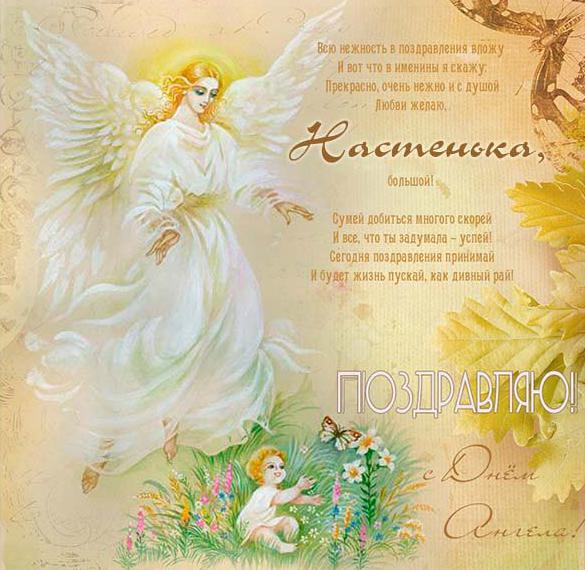 Всю нежность в поздравления вложу
И вот что в именины я скажу:
Прекрасно, очень нежно и с душой
Любви желаю,
Настенька,
большой!
Сумей добиться многого скорей
И все, что ты задумала – успей!
Сегодня поздравления принимай
И будет жизнь пускай, как дивный рай!
ПОЗДРАВЛЯЮ!
с Днём
Ангела.